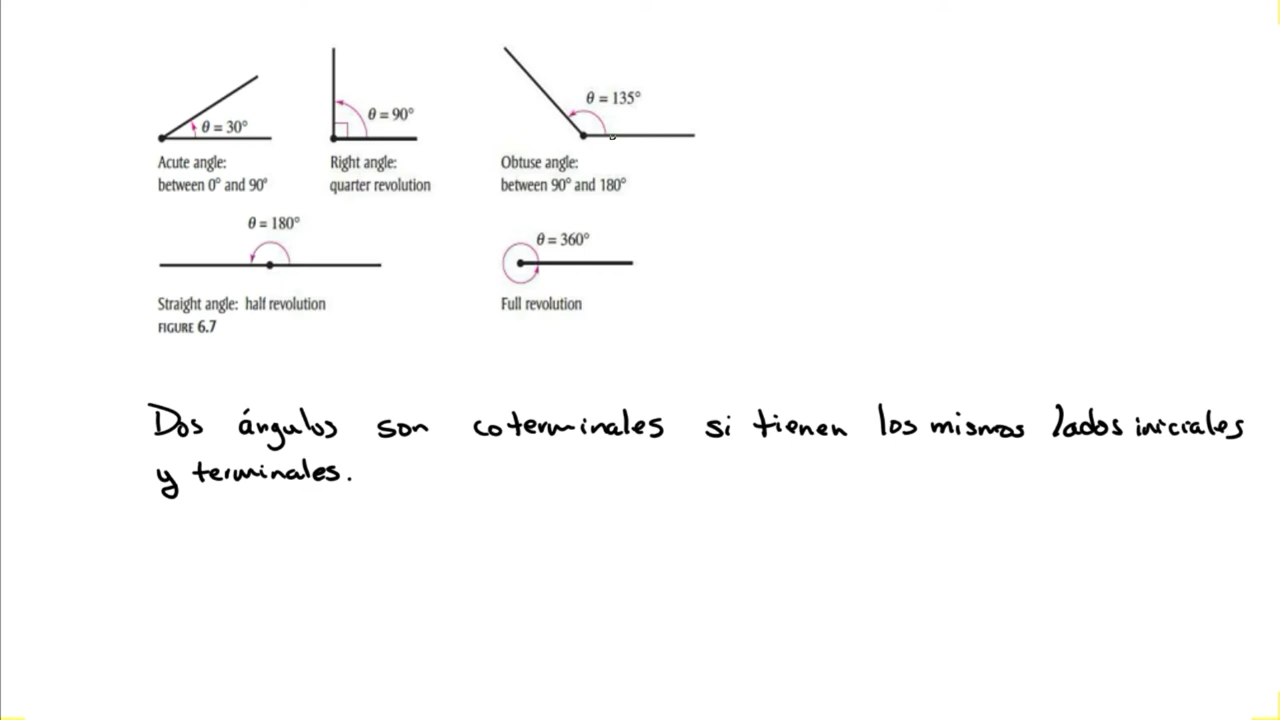 θ = 30°
θ = 90°
θ = 135°
Acute angle:
between 0° and 90°
Right angle:
quarter revolution
Obtuse angle:
between 90° and 180°
θ = 180°
θ = 360°
Straight angle: half revolution
Full revolution
FIGURE 6.7
Dos ángulos son coterminales si tienen los mismos lados iniciales
y terminales.